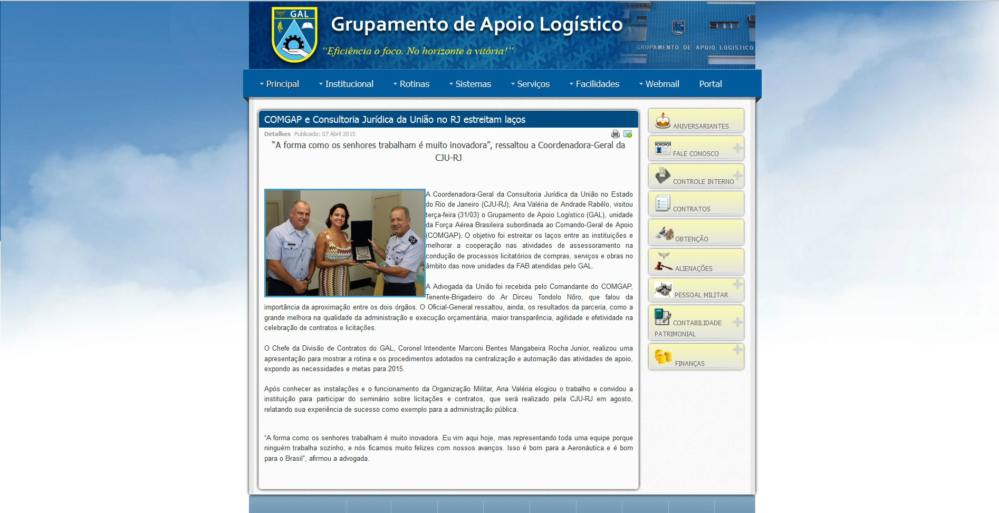 GAL
Grupamento de Apoio Logístico
“Eficiência o foco. No horizonte a vitória!”
GAL
GRUPAMENTO DE APOIO LOGISTICO
Principal Institucional Rotinas Sistemas Serviços Facilidades Webmail Portal
COMGAP e Consultoria Jurídica da União no RJ estreitam laços
Detalhes Publicado: 07 Abril 2015
“A forma como os senhores trabalham é muito inovadora”, ressaltou a Coordenadora-Geral da
CJU-RJ
A Coordenadora-Geral da Consultoria Jurídica da União no Estado
do Rio de Janeiro (CJU-RJ), Ana Valéria de Andrade Rabêlo, visitou
terça-feira (31/03) o Grupamento de Apoio Logístico (GAL), unidade
da Força Aérea Brasileira subordinada ao Comando-Geral de Apoio
(COMGAP). O objetivo foi estreitar os laços entre as instituições e
melhorar a cooperação nas atividades de assessoramento na
condução de processos licitatórios de compras, serviços e obras no
âmbito das nove unidades da FAB atendidas pelo GAL.
A Advogada da União foi recebida pelo Comandante do COMGAP,
Tenente-Brigadeiro do Ar Dirceu Tondolo Nôro, que falou da
importância da aproximação entre os dois órgãos. O Oficial-General ressaltou, ainda, os resultados da parceria, como a
grande melhora na qualidade da administração e execução orçamentária, maior transparência, agilidade e efetividade na
celebração de contratos e licitações.
O Chefe da Divisão de Contratos do GAL, Coronel Intendente Marconi Bentes Mangabeira Rocha Junior, realizou uma
apresentação para mostrar a rotina e os procedimentos adotados na centralização e automação das atividades de apoio,
expondo as necessidades e metas para 2015.
Após conhecer as instalações e o funcionamento da Organização Militar, Ana Valéria elogiou o trabalho e convidou a
instituição para participar do seminário sobre licitações e contratos, que será realizado pela CJU-RJ em agosto,
relatando sua experiência de sucesso como exemplo para a administração pública.
“A forma como os senhores trabalham é muito inovadora. Eu vim aqui hoje, mas representando toda uma equipe porque
ninguém trabalha sozinho, e nós ficamos muito felizes com nossos avanços. Isso é bom para a Aeronáutica e é bom
para o Brasil”, afirmou a advogada.
ANIVERSARIANTES
FALE CONOSCO
CONTROLE INTERNO
CONTRATOS
OBTENÇÃO
ALIENAÇÕES
PESSOAL MILITAR
CONTABILIDADE
PATRIMONIAL
FINANÇAS